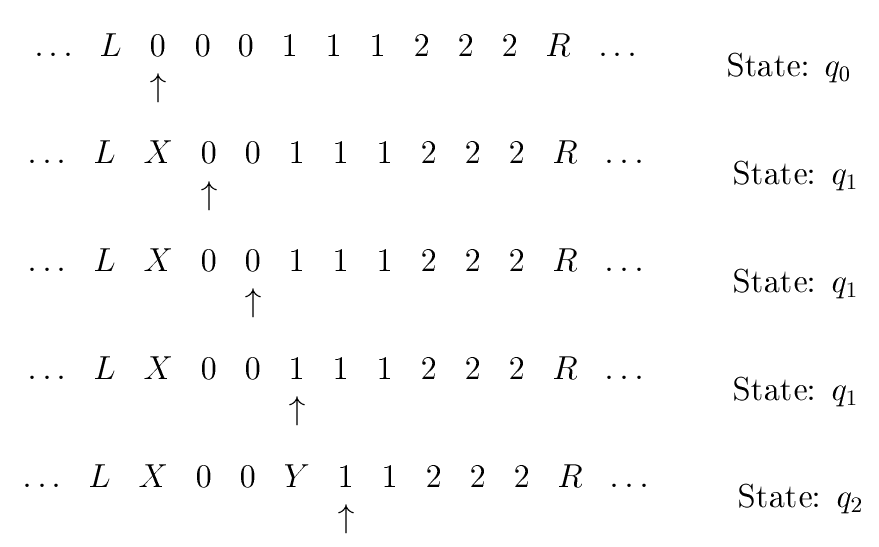 … L 0 0 0 1 1 1 2 2 2 R … State: q₀
↑
… L X 0 0 1 1 1 2 2 2 R … State: q₁
↑
… L X 0 0 1 1 1 2 2 2 R … State: q₁
↑
… L X 0 0 1 1 1 2 2 2 R … State: q₁
↑
… L X 0 0 Y 1 1 2 2 2 R … State: q₂
↑